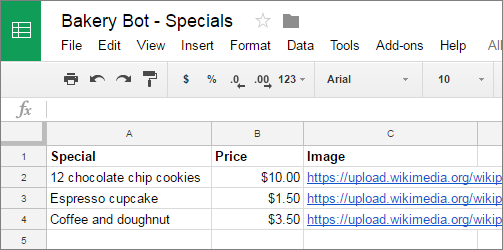 Bakery Bot - Specials
File Edit View Insert Format Data Tools Add-ons Help All
$ % .0 .00 123 Arial 10
fx
A B C
1 Special Price Image
2 12 chocolate chip cookies $10.00 https://upload.wikimedia.org/wikip
3 Espresso cupcake $1.50 https://upload.wikimedia.org/wikip
4 Coffee and doughnut $3.50 https://upload.wikimedia.org/wikip
5